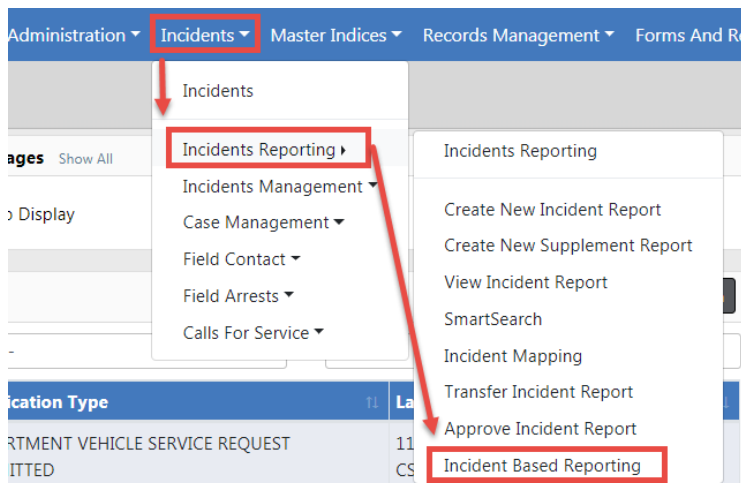 Administration Incidents Master Indices Records Management Forms And
Incidents
Incidents Reporting
Incidents Management
Case Management
Field Contact
Field Arrests
Calls For Service
Incidents Reporting
Create New Incident Report
Create New Supplement Report
View Incident Report
SmartSearch
Incident Mapping
Transfer Incident Report
Approve Incident Report
Incident Based Reporting
ages Show All
o Display
-
ication Type La
RTMENT VEHICLE SERVICE REQUEST 11
ITTED CS